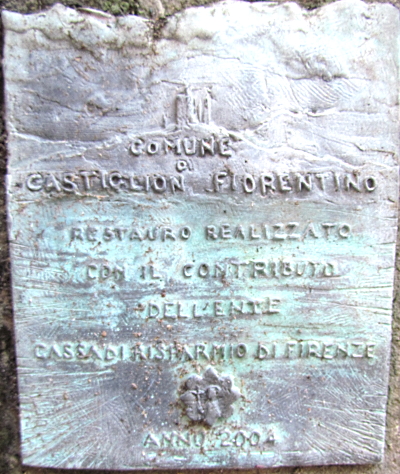 COMUNE
DI
CASTIGLION FIORENTINO
RESTAURO REALIZZATO
CON IL CONTRIBUTO
DELL'ENTE
CASSA DI RISPARMIO DI FIRENZE
ANNO 2004